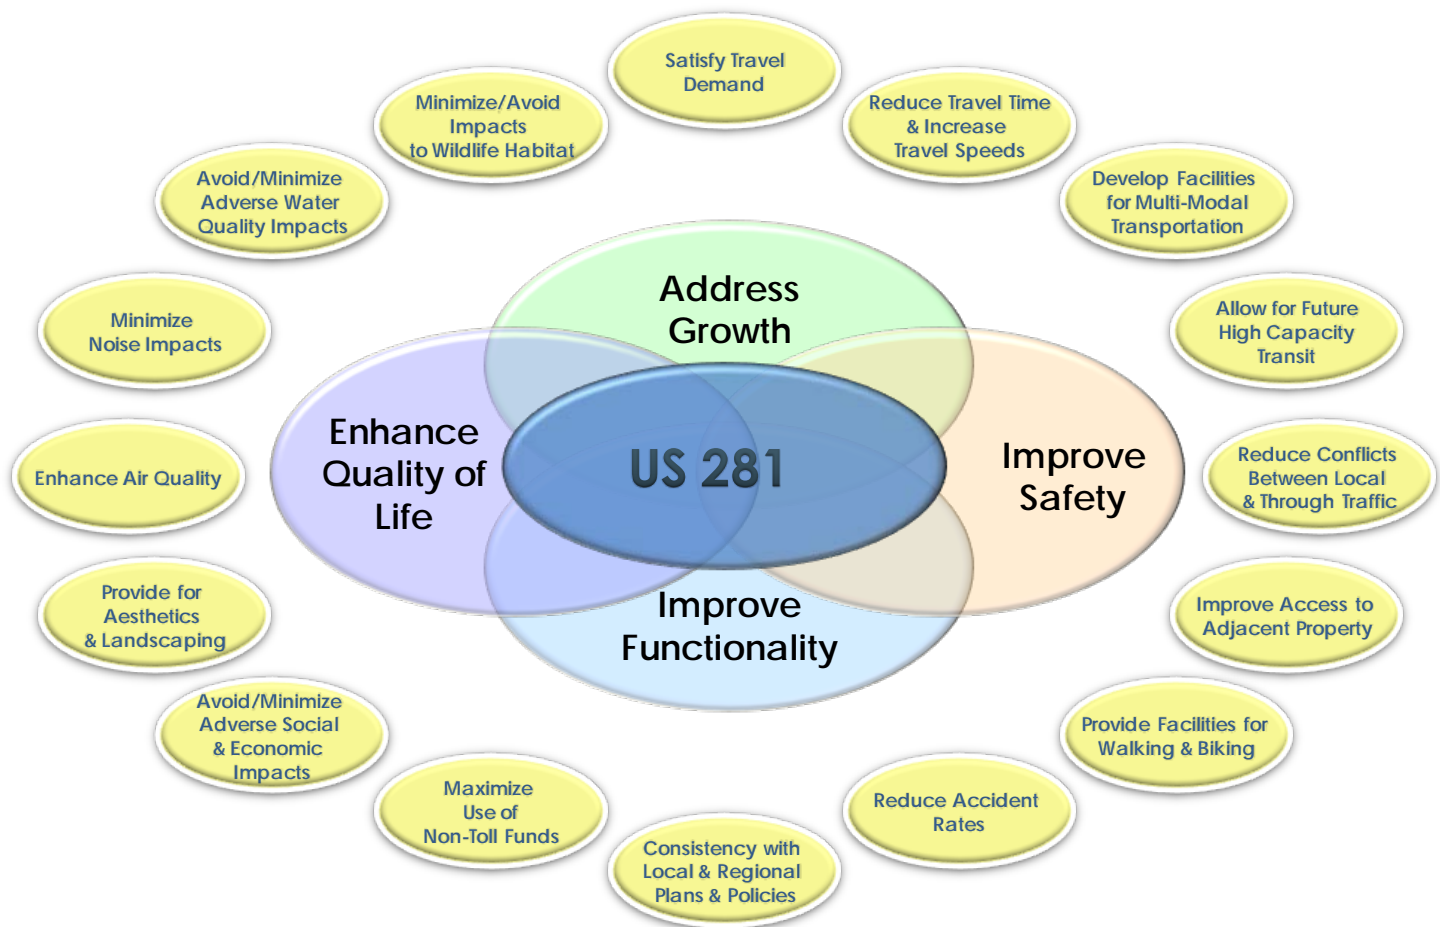 Satisfy Travel
Demand
Reduce Travel Time
& Increase
Travel Speeds
Develop Facilities
for Multi-Modal
Transportation
Allow for Future
High Capacity
Transit
Reduce Conflicts
Between Local
& Through Traffic
Improve Access to
Adjacent Property
Provide Facilities for
Walking & Biking
Reduce Accident
Rates
Consistency with
Local & Regional
Plans & Policies
Maximize
Use of
Non-Toll Funds
Avoid/Minimize
Adverse Social
& Economic
Impacts
Provide for
Aesthetics
& Landscaping
Enhance Air Quality
Minimize
Noise Impacts
Avoid/Minimize
Adverse Water
Quality Impacts
Minimize/Avoid
Impacts
to Wildlife Habitat
Address
Growth
Enhance
Quality of
Life
US 281
Improve
Safety
Improve
Functionality